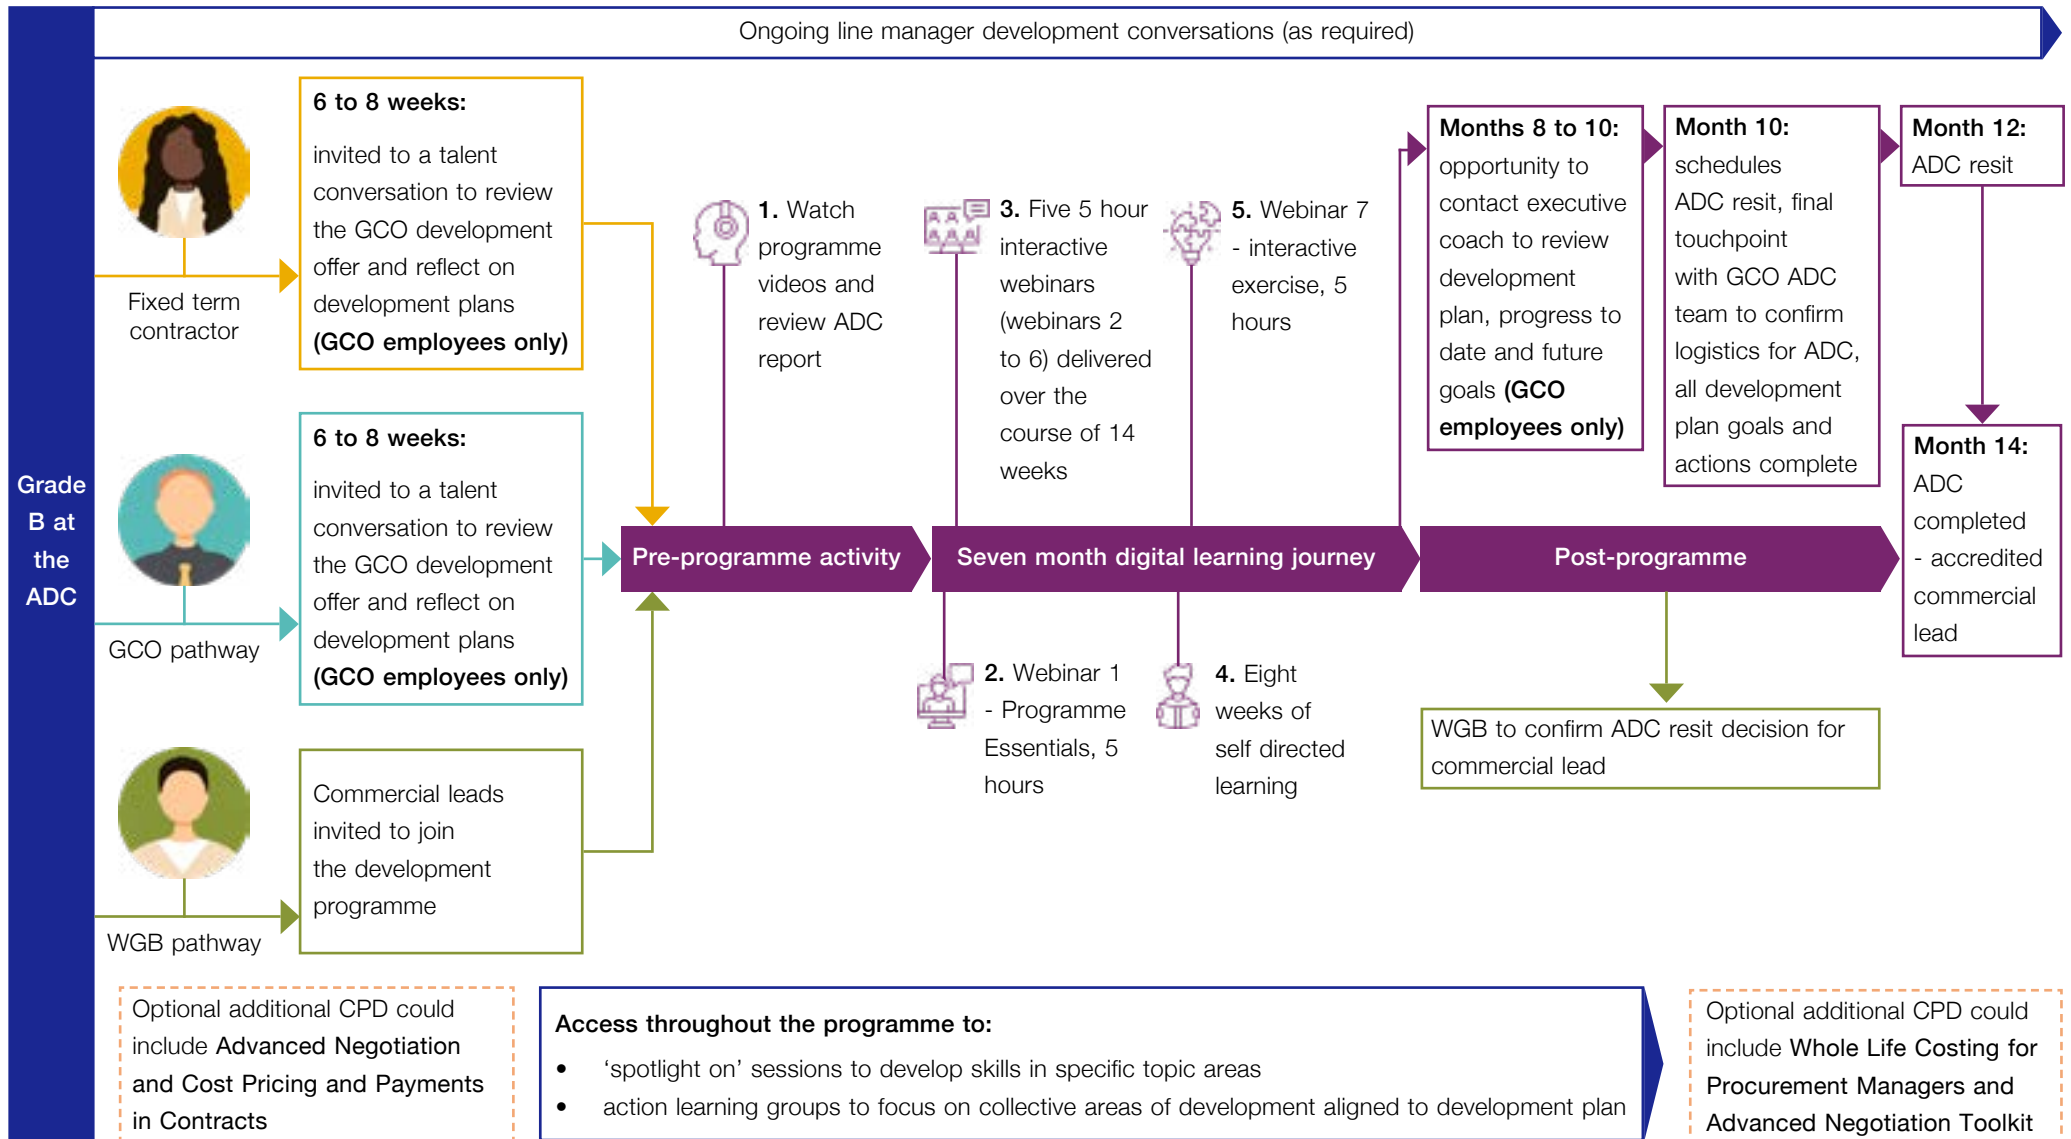 Ongoing line manager development conversations (as required)
Grade
B at
the
ADC
Fixed term
contractor
6 to 8 weeks:
invited to a talent
conversation to review
the GCO development
offer and reflect on
development plans
(GCO employees only)
GCO pathway
6 to 8 weeks:
invited to a talent
conversation to review
the GCO development
offer and reflect on
development plans
(GCO employees only)
WGB pathway
Commercial leads
invited to join
the development
programme
Pre-programme activity
Seven month digital learning journey
Post-programme
1. Watch
programme
videos and
review ADC
report
2. Webinar 1
- Programme
Essentials, 5
hours
3. Five 5 hour
interactive
webinars
(webinars 2
to 6) delivered
over the
course of 14
weeks
4. Eight
weeks of
self directed
learning
5. Webinar 7
- interactive
exercise, 5
hours
Months 8 to 10:
opportunity to
contact executive
coach to review
development
plan, progress to
date and future
goals (GCO
employees only)
Month 10:
schedules
ADC resit, final
touchpoint
with GCO ADC
team to confirm
logistics for ADC,
all development
plan goals and
actions complete
Month 12:
ADC resit
Month 14:
ADC
completed
- accredited
commercial
lead
WGB to confirm ADC resit decision for
commercial lead
Optional additional CPD could
include Advanced Negotiation
and Cost Pricing and Payments
in Contracts
Access throughout the programme to:
• ‘spotlight on’ sessions to develop skills in specific topic areas
• action learning groups to focus on collective areas of development aligned to development plan
Optional additional CPD could
include Whole Life Costing for
Procurement Managers and
Advanced Negotiation Toolkit